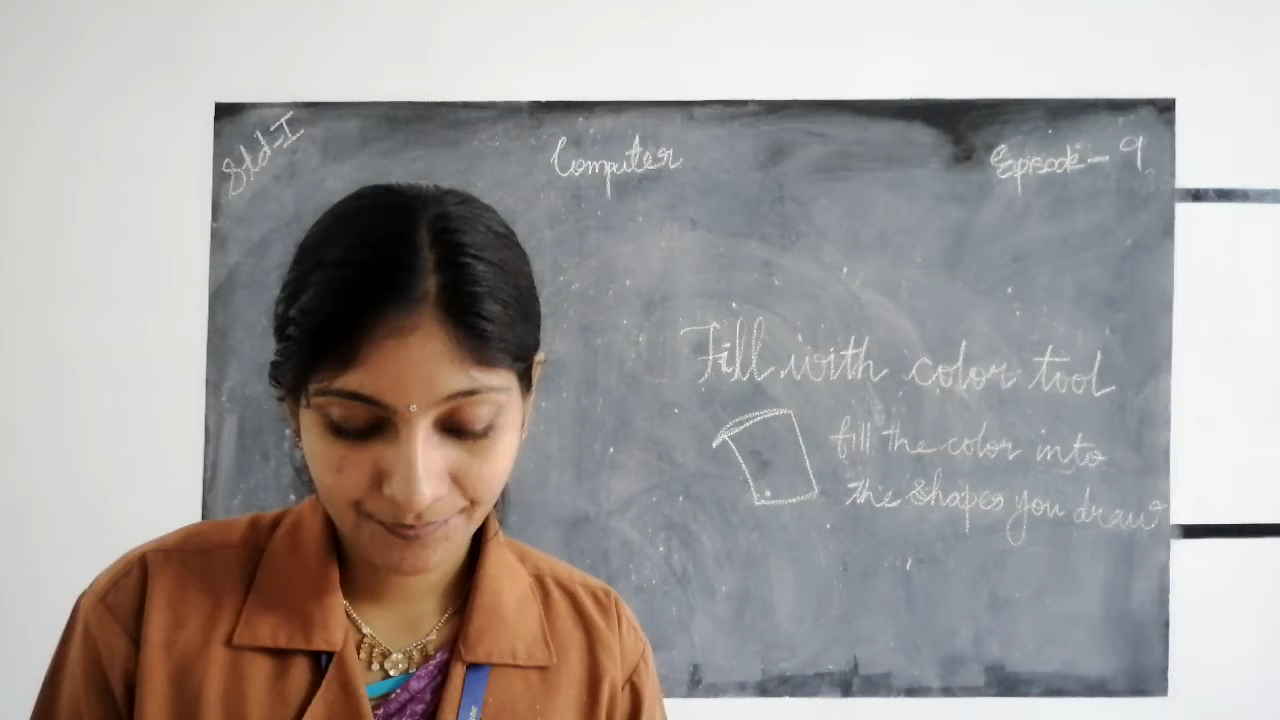 Std-I
Computer
Episode-9
Fill with color tool
fill the color into
the shapes you draw